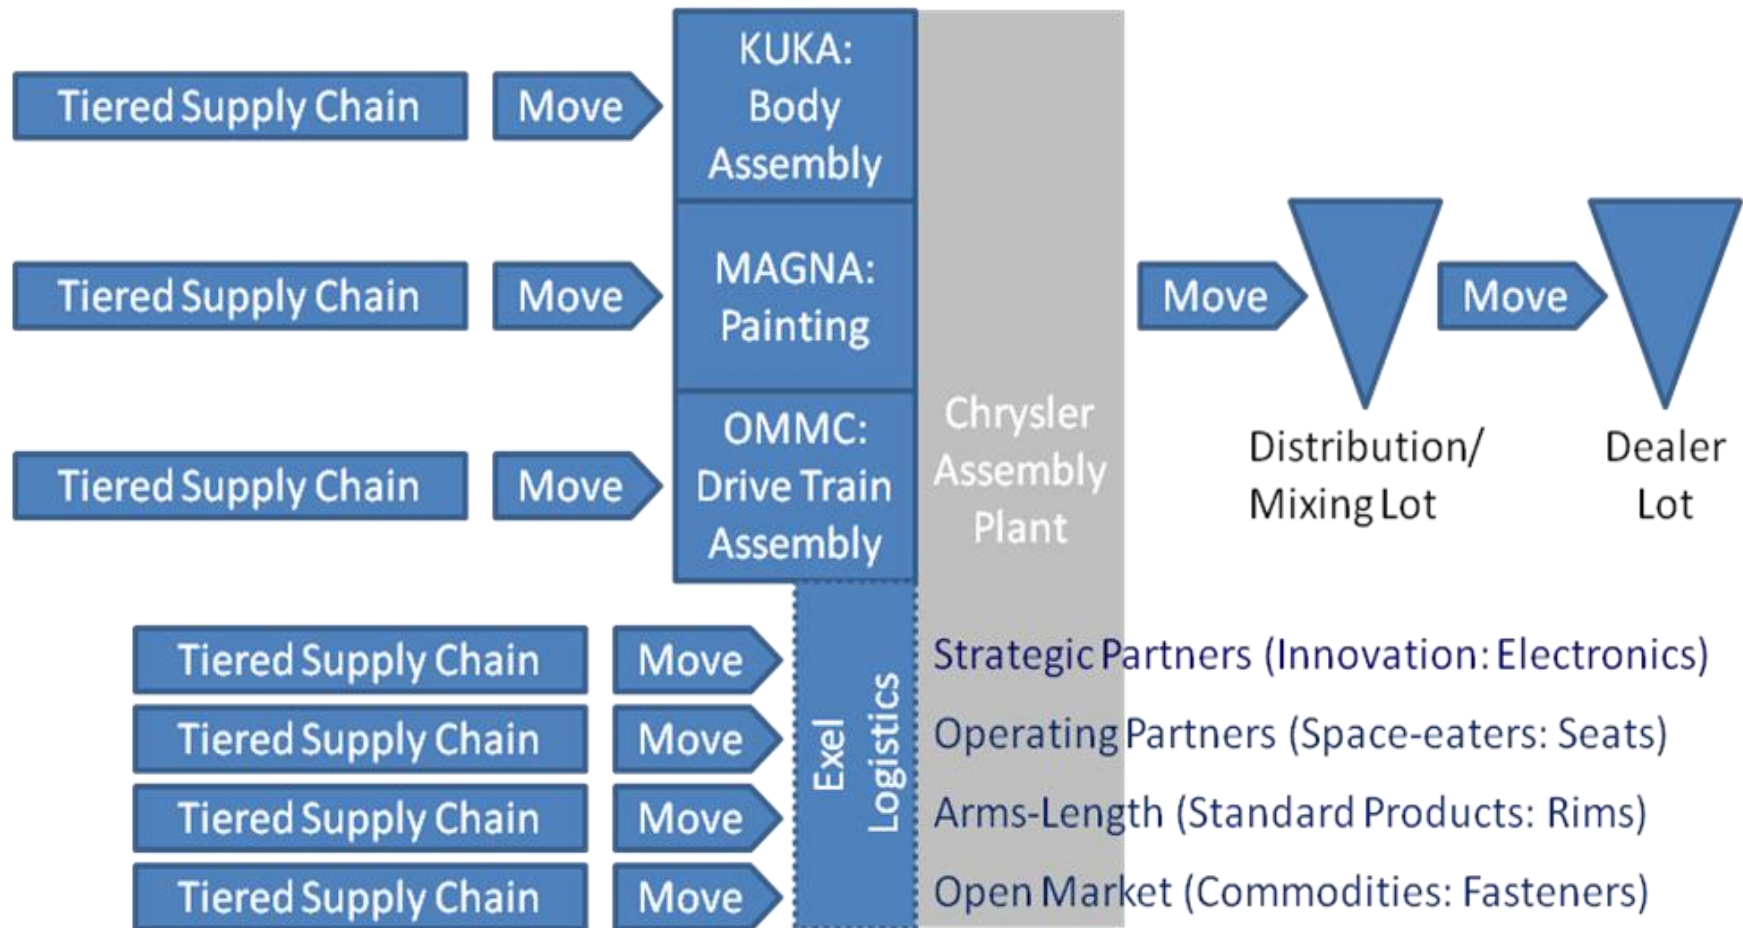 Tiered Supply Chain
Move
KUKA:
Body
Assembly
Tiered Supply Chain
Move
MAGNA:
Painting
Tiered Supply Chain
Move
OMMC:
Drive Train
Assembly
Chrysler
Assembly
Plant
Move
Distribution/
Mixing Lot
Move
Dealer
Lot
Exel
Logistics
Tiered Supply Chain
Move
Strategic Partners (Innovation: Electronics)
Tiered Supply Chain
Move
Operating Partners (Space-eaters: Seats)
Tiered Supply Chain
Move
Arms-Length (Standard Products: Rims)
Tiered Supply Chain
Move
Open Market (Commodities: Fasteners)